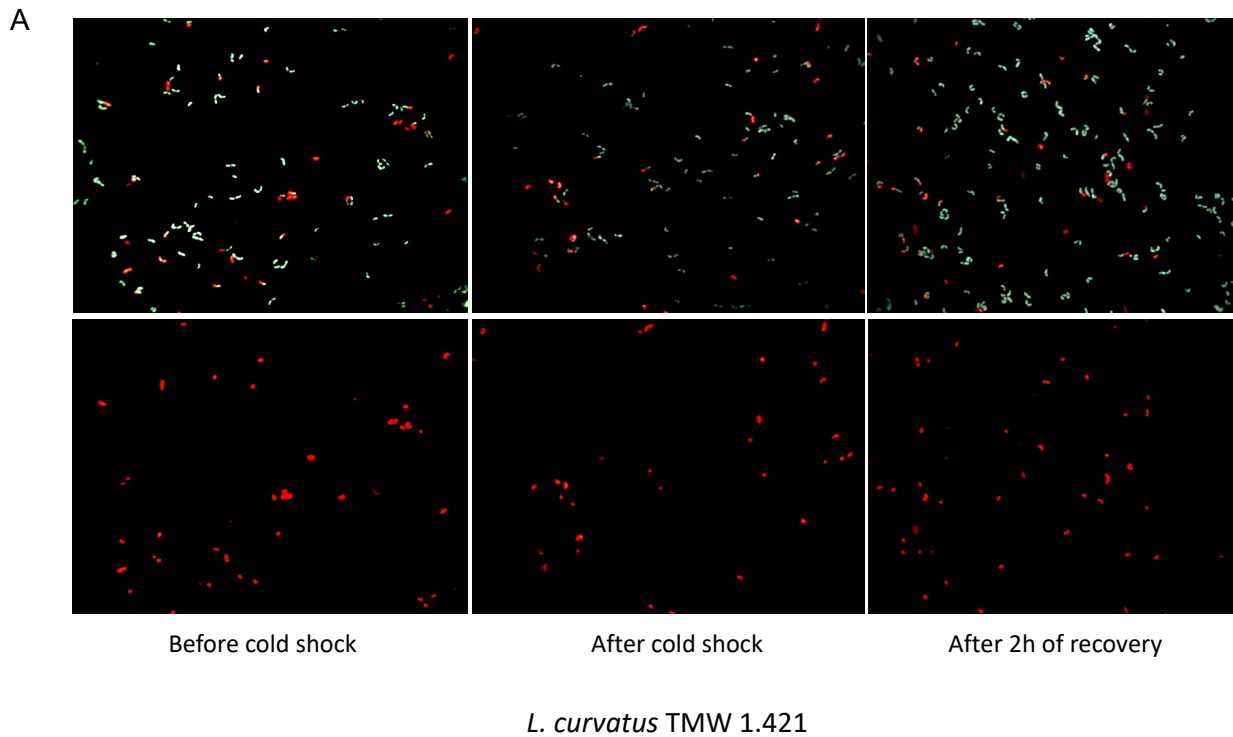 A
Before cold shock
After cold shock
After 2h of recovery
L. curvatus TMW 1.421